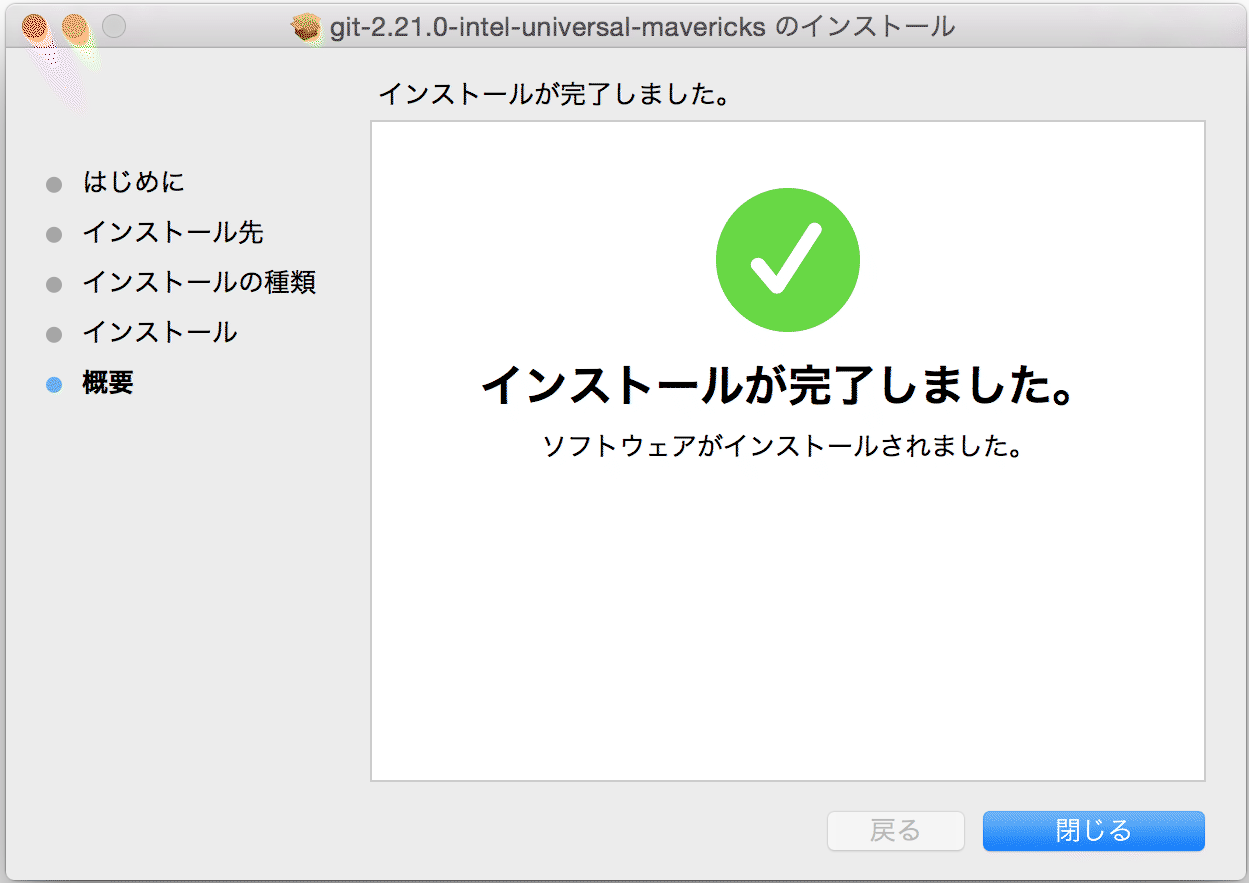 git-2.21.0-intel-universal-mavericks のインストール
インストールが完了しました。
はじめに
インストール先
インストールの種類
インストール
概要
インストールが完了しました。
ソフトウェアがインストールされました。
戻る
閉じる